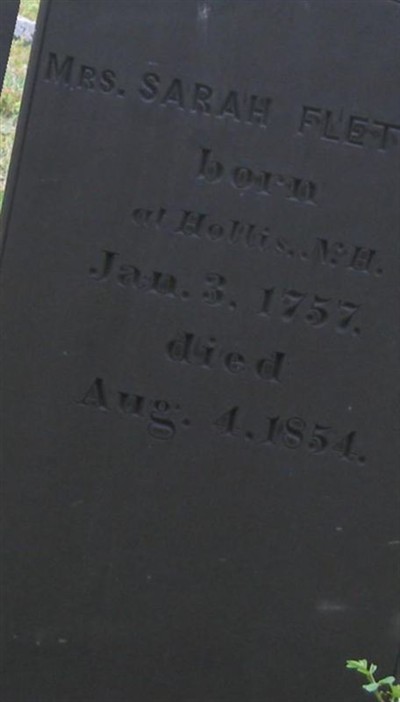 Mrs. SARAH FLET
born
at Hollis, N.H.
Jan. 3. 1757.
died
Aug. 4. 1854.